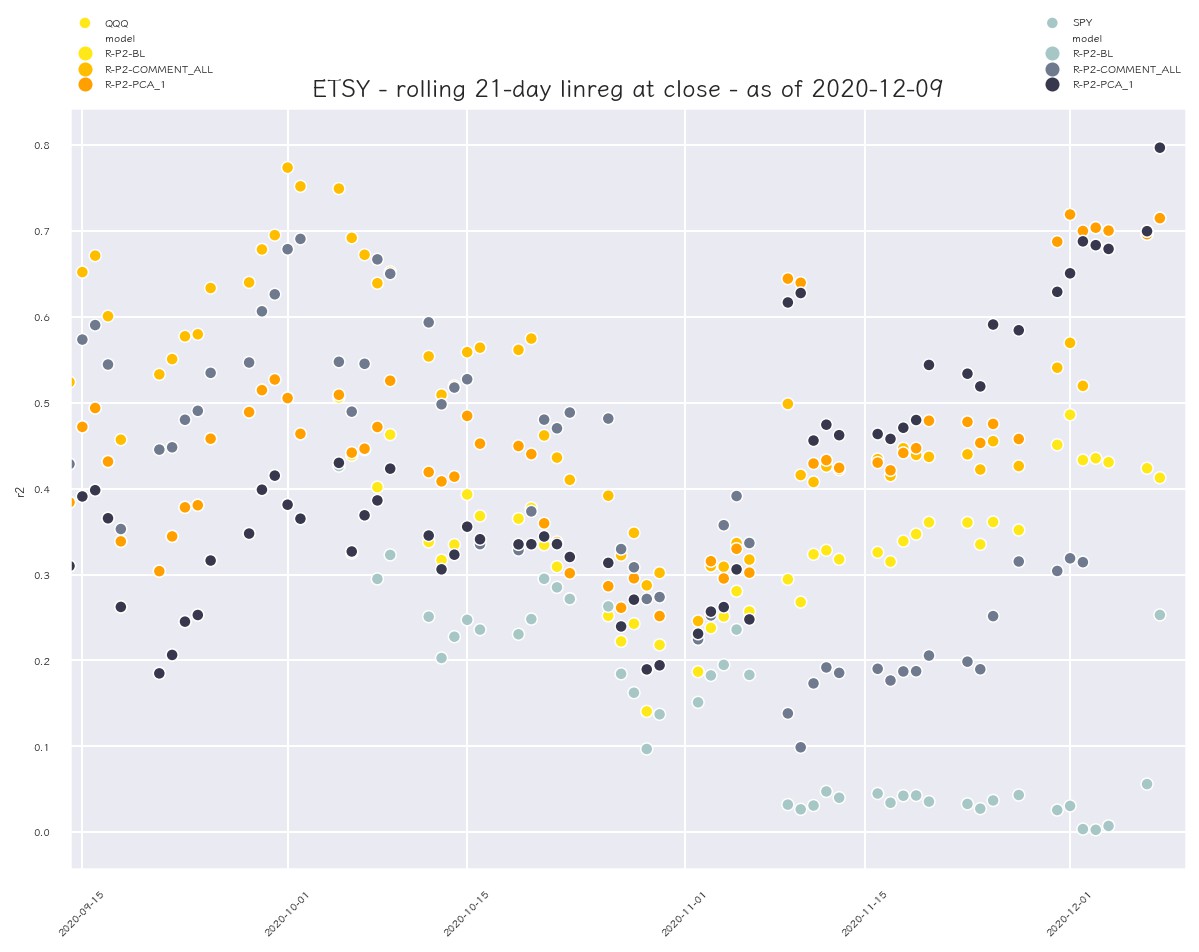 QQQ
model
R-P2-BL
R-P2-COMMENT_ALL
R-P2-PCA_1
SPY
model
R-P2-BL
R-P2-COMMENT_ALL
R-P2-PCA_1
ETSY - rolling 21-day linreg at close - as of 2020-12-09
0.8
0.7
0.6
0.5
0.4
0.3
0.2
0.1
0.0
r2
2020-09-15
2020-10-01
2020-10-15
2020-11-01
2020-11-15
2020-12-01